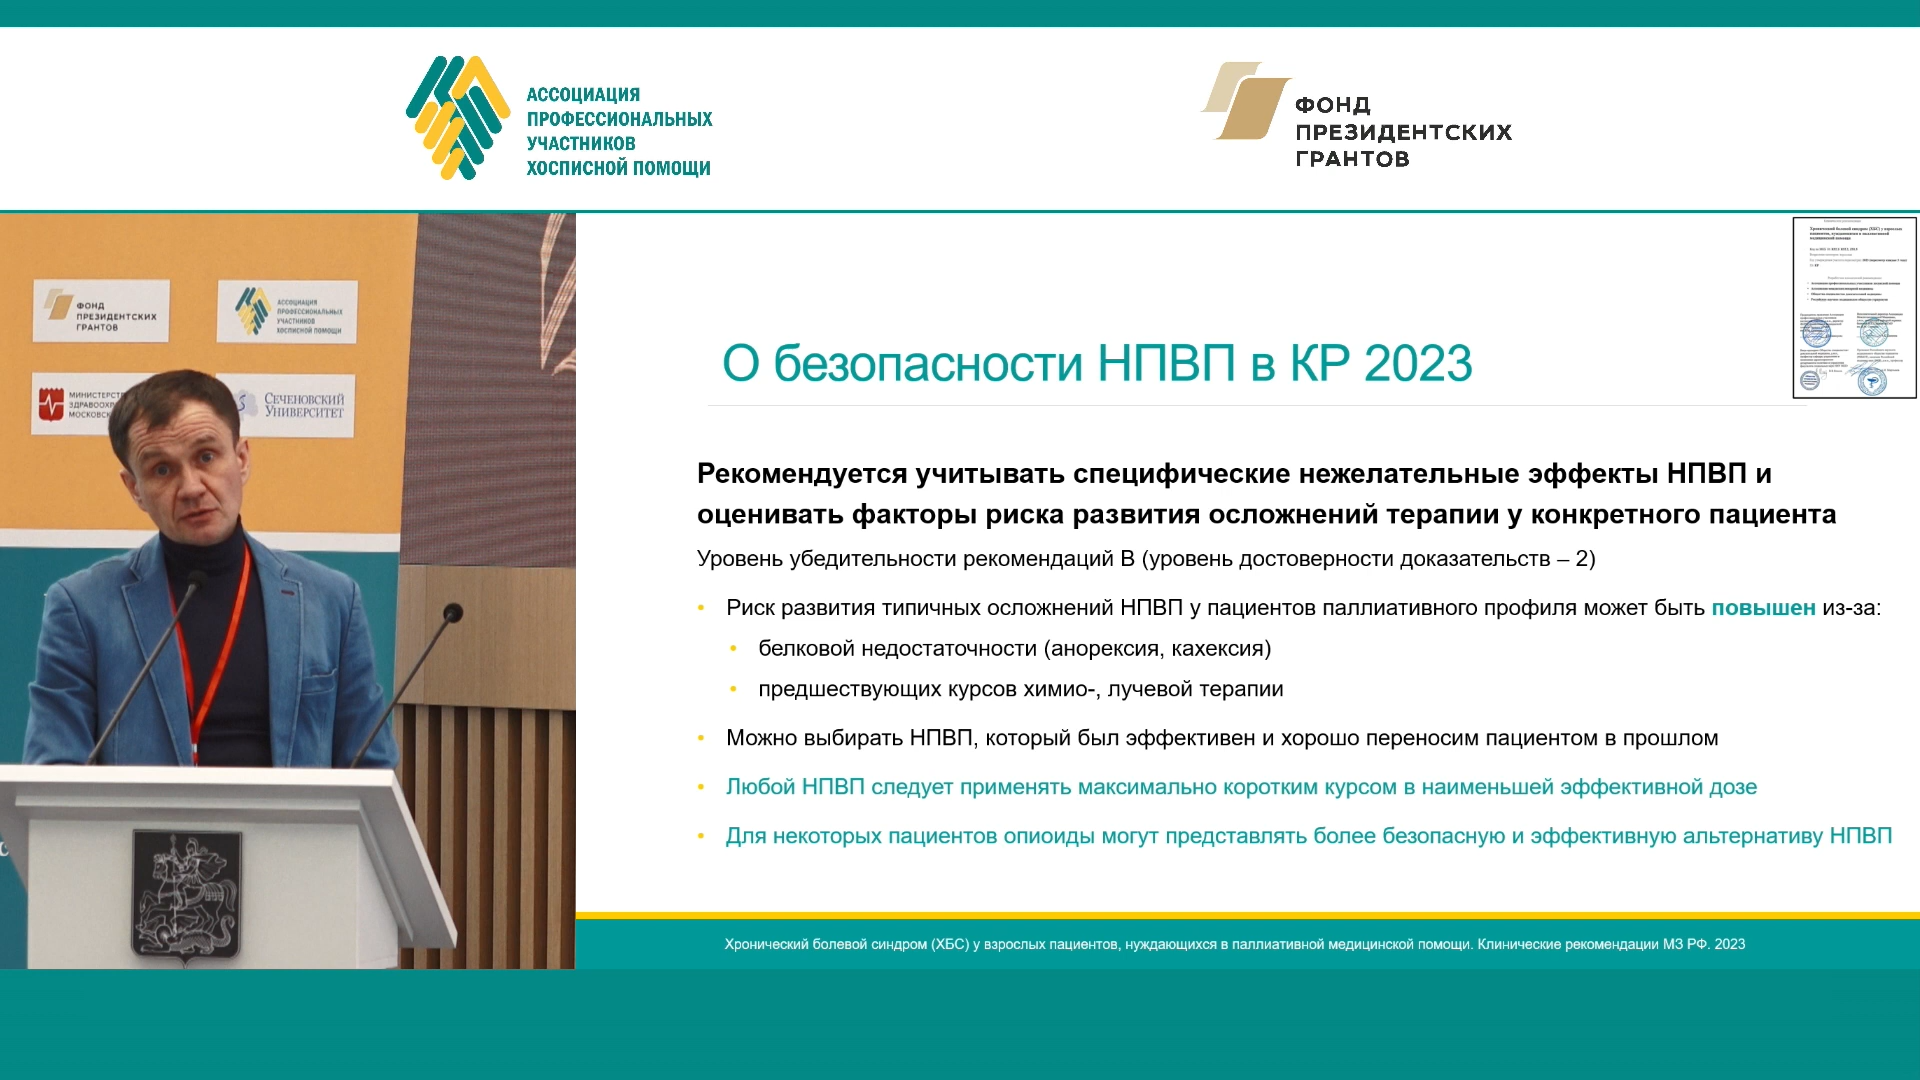 АССОЦИАЦИЯ
ПРОФЕССИОНАЛЬНЫХ
УЧАСТНИКОВ
ХОСПИСНОЙ ПОМОЩИ
ФОНД
ПРЕЗИДЕНТСКИХ
ГРАНТОВ
ФОНД
ПРЕЗИДЕНТСКИХ
ГРАНТОВ
АССОЦИАЦИЯ
ПРОФЕССИОНАЛЬНЫХ
УЧАСТНИКОВ
ХОСПИСНОЙ ПОМОЩИ
СЕЧЕНОВСКИЙ
УНИВЕРСИТЕТ
О безопасности НПВП в КР 2023
Рекомендуется учитывать специфические нежелательные эффекты НПВП и
оценивать факторы риска развития осложнений терапии у конкретного пациента
Уровень убедительности рекомендаций В (уровень достоверности доказательств – 2)
• Риск развития типичных осложнений НПВП у пациентов паллиативного профиля может быть повышен из-за:
• белковой недостаточности (анорексия, кахексия)
• предшествующих курсов химио-, лучевой терапии
• Можно выбирать НПВП, который был эффективен и хорошо переносим пациентом в прошлом
• Любой НПВП следует применять максимально коротким курсом в наименьшей эффективной дозе
• Для некоторых пациентов опиоиды могут представлять более безопасную и эффективную альтернативу НПВП
Хронический болевой синдром (ХБС) у взрослых пациентов, нуждающихся в паллиативной медицинской помощи. Клинические рекомендации МЗ РФ. 2023